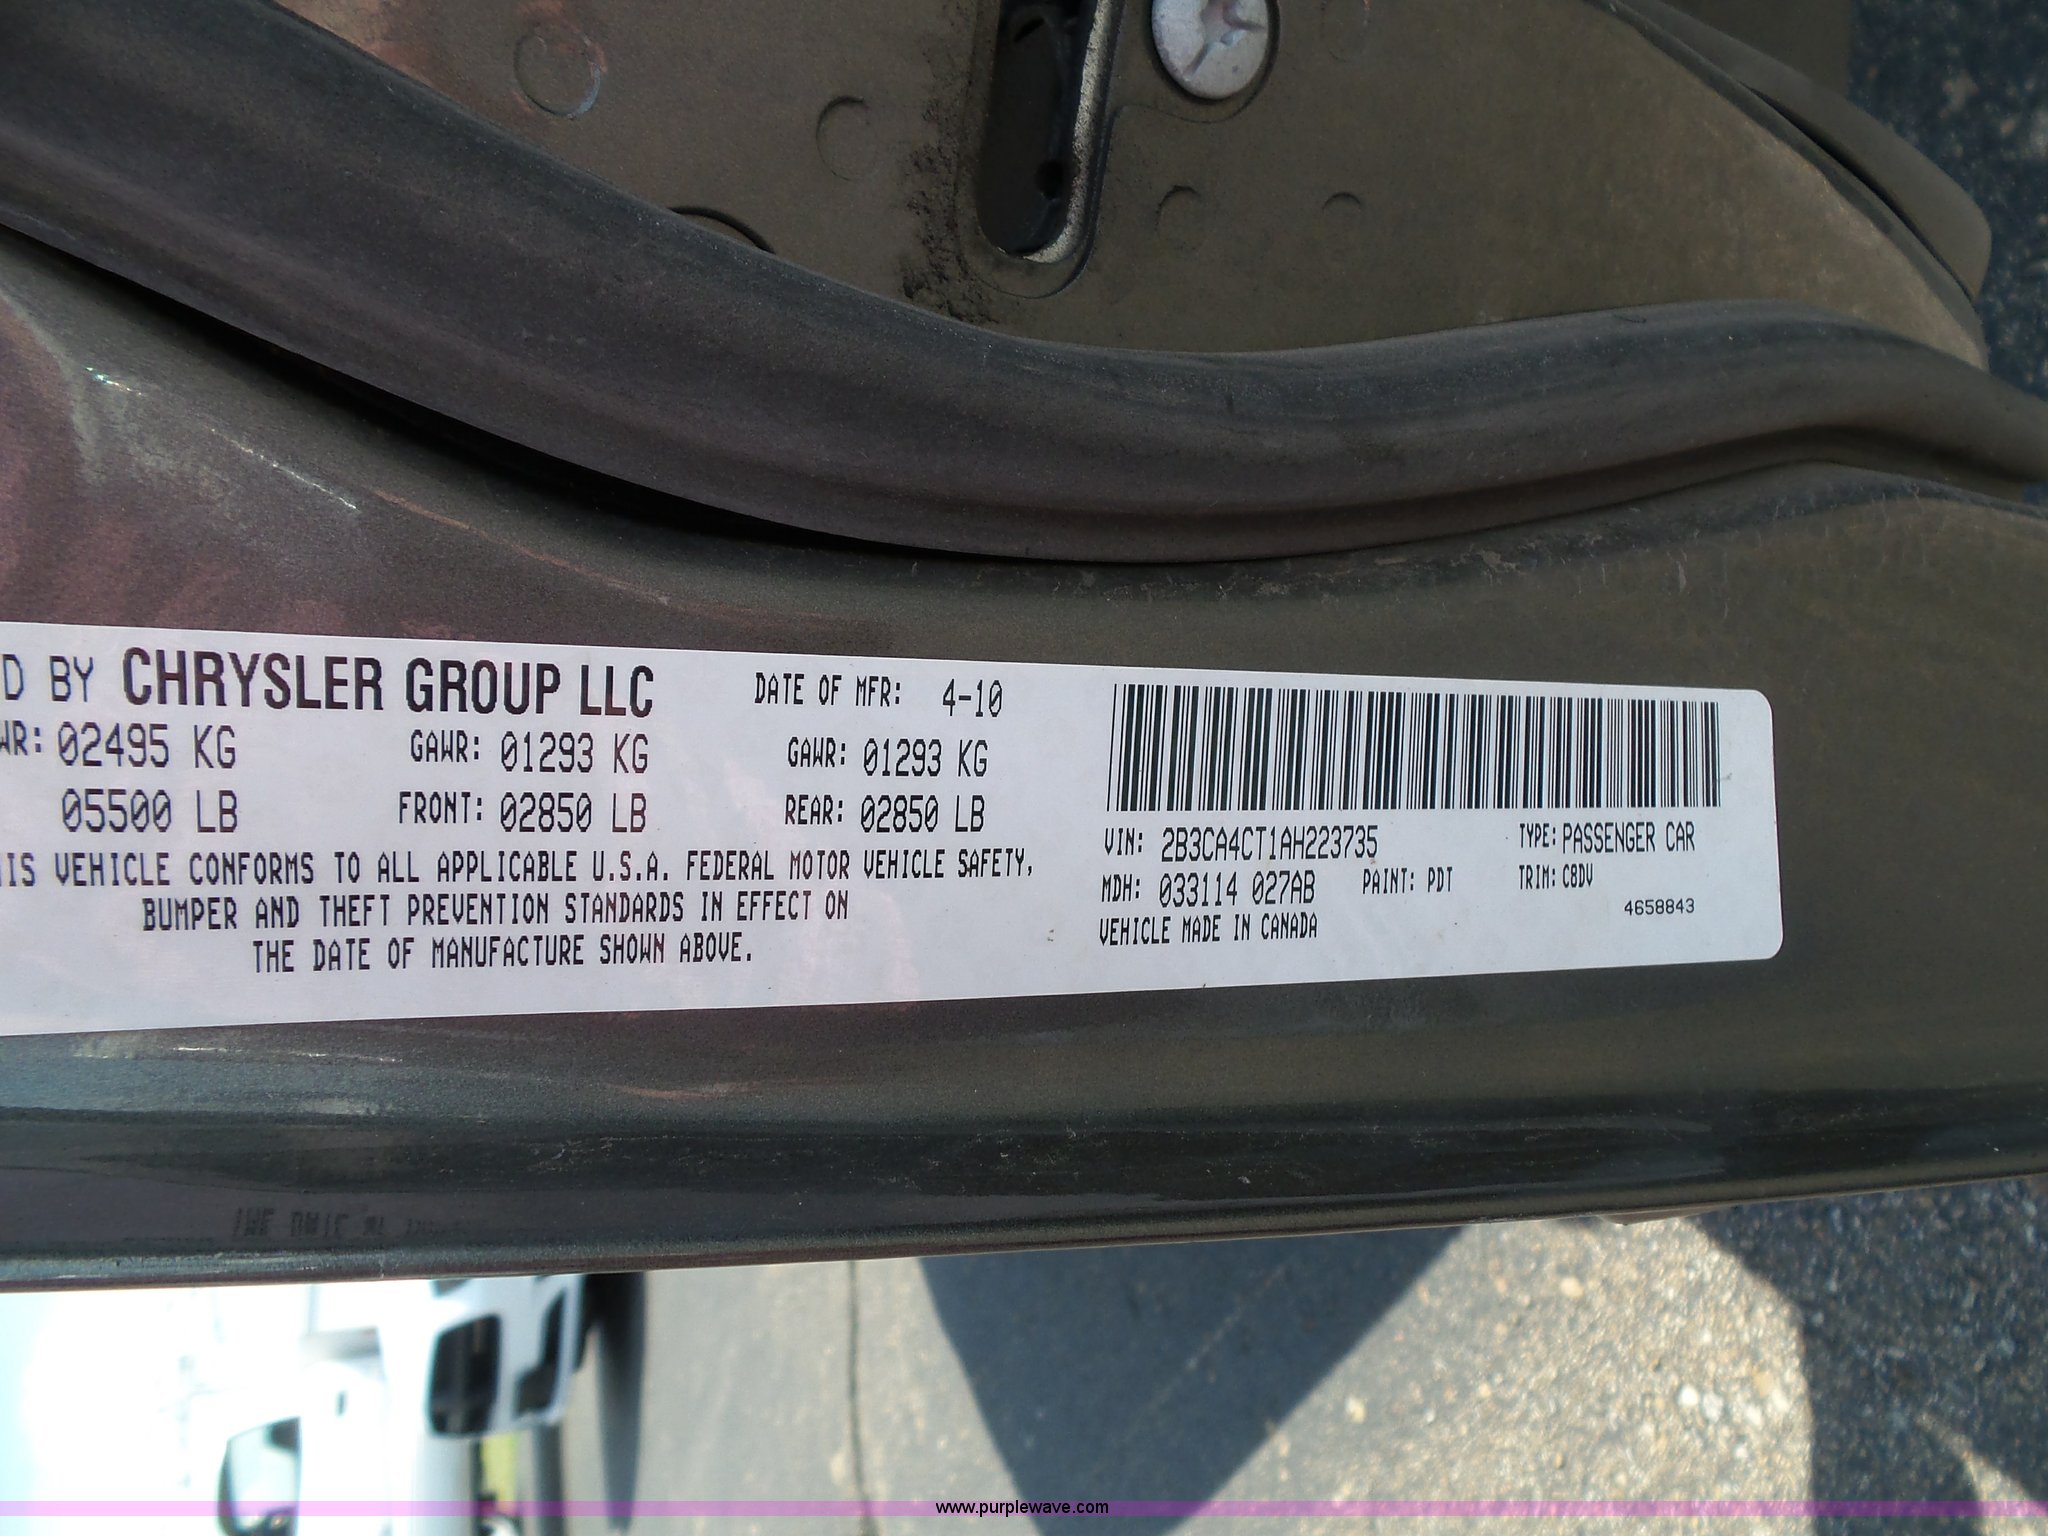 D BY CHRYSLER GROUP LLC DATE OF MFR: 4-10
WR: 02495 KG GAWR: 01293 KG GAWR: 01293 KG
05500 LB FRONT: 02850 LB REAR: 02850 LB
HIS VEHICLE CONFORMS TO ALL APPLICABLE U.S.A. FEDERAL MOTOR VEHICLE SAFETY,
BUMPER AND THEFT PREVENTION STANDARDS IN EFFECT ON
THE DATE OF MANUFACTURE SHOWN ABOVE.
VIN: 2B3CA4CT1AH223735 TYPE: PASSENGER CAR
MDH: 033114 027AB PAINT: PDT TRIM: C8DV
4658843
VEHICLE MADE IN CANADA
www.purplewave.com